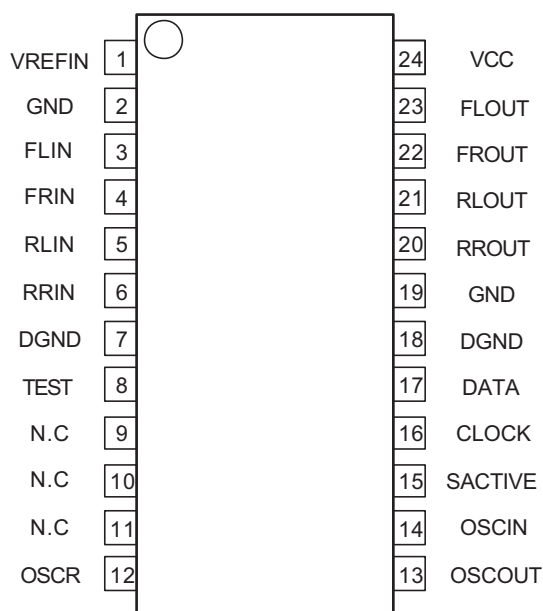 VREFIN 1 24 VCC
GND 2 23 FLOUT
FLIN 3 22 FROUT
FRIN 4 21 RLOUT
RLIN 5 20 RROUT
RRIN 6 19 GND
DGND 7 18 DGND
TEST 8 17 DATA
N.C 9 16 CLOCK
N.C 10 15 SACTIVE
N.C 11 14 OSCIN
OSCR 12 13 OSCOUT